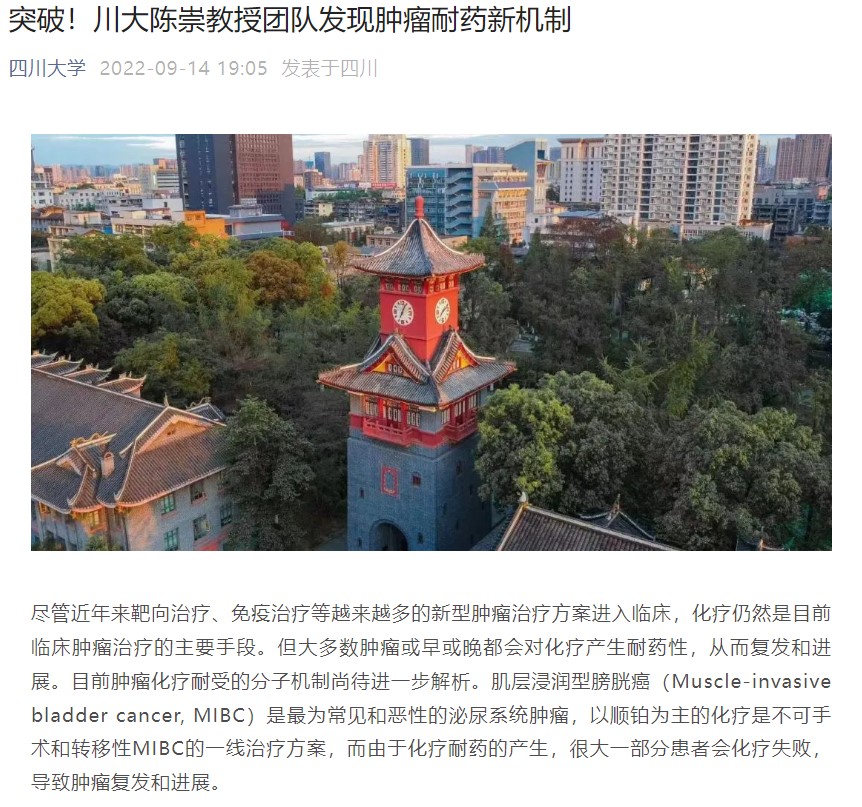 突破！川大陈崇教授团队发现肿瘤耐药新机制
四川大学 2022-09-14 19:05 发表于四川
尽管近年来靶向治疗、免疫治疗等越来越多的新型肿瘤治疗方案进入临床，化疗仍然是目前
临床肿瘤治疗的主要手段。但大多数肿瘤或早或晚都会对化疗产生耐药性，从而复发和进
展。目前肿瘤化疗耐受的分子机制尚待进一步解析。肌层浸润型膀胱癌（Muscle-invasive
bladder cancer, MIBC）是最为常见和恶性的泌尿系统肿瘤，以顺铂为主的化疗是不可手
术和转移性MIBC的一线治疗方案，而由于化疗耐药的产生，很大一部分患者会化疗失败，
导致肿瘤复发和进展。